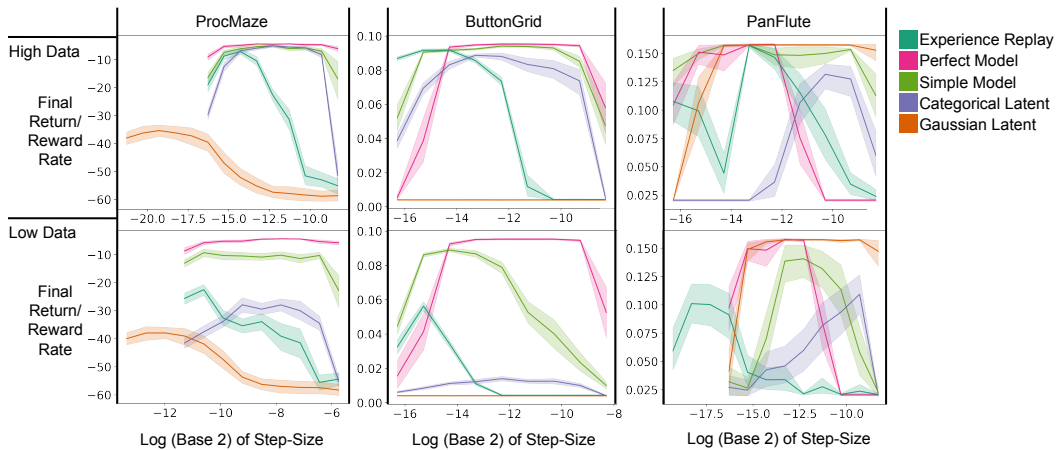 ProcMaze
ButtonGrid
PanFlute
High Data
Final
Return/
Reward
Rate
−10
−20
−30
−40
−50
−60
−20.0
−17.5
−15.0
−12.5
−10.0
0.10
0.08
0.06
0.04
0.02
0.00
−16
−14
−12
−10
0.150
0.125
0.100
0.075
0.050
0.025
−16
−14
−12
−10
Experience Replay
Perfect Model
Simple Model
Categorical Latent
Gaussian Latent
Low Data
Final
Return/
Reward
Rate
−10
−20
−30
−40
−50
−60
−12
−10
−8
−6
0.10
0.08
0.06
0.04
0.02
0.00
−16
−14
−12
−10
−8
0.150
0.125
0.100
0.075
0.050
0.025
−17.5
−15.0
−12.5
−10.0
Log (Base 2) of Step-Size
Log (Base 2) of Step-Size
Log (Base 2) of Step-Size